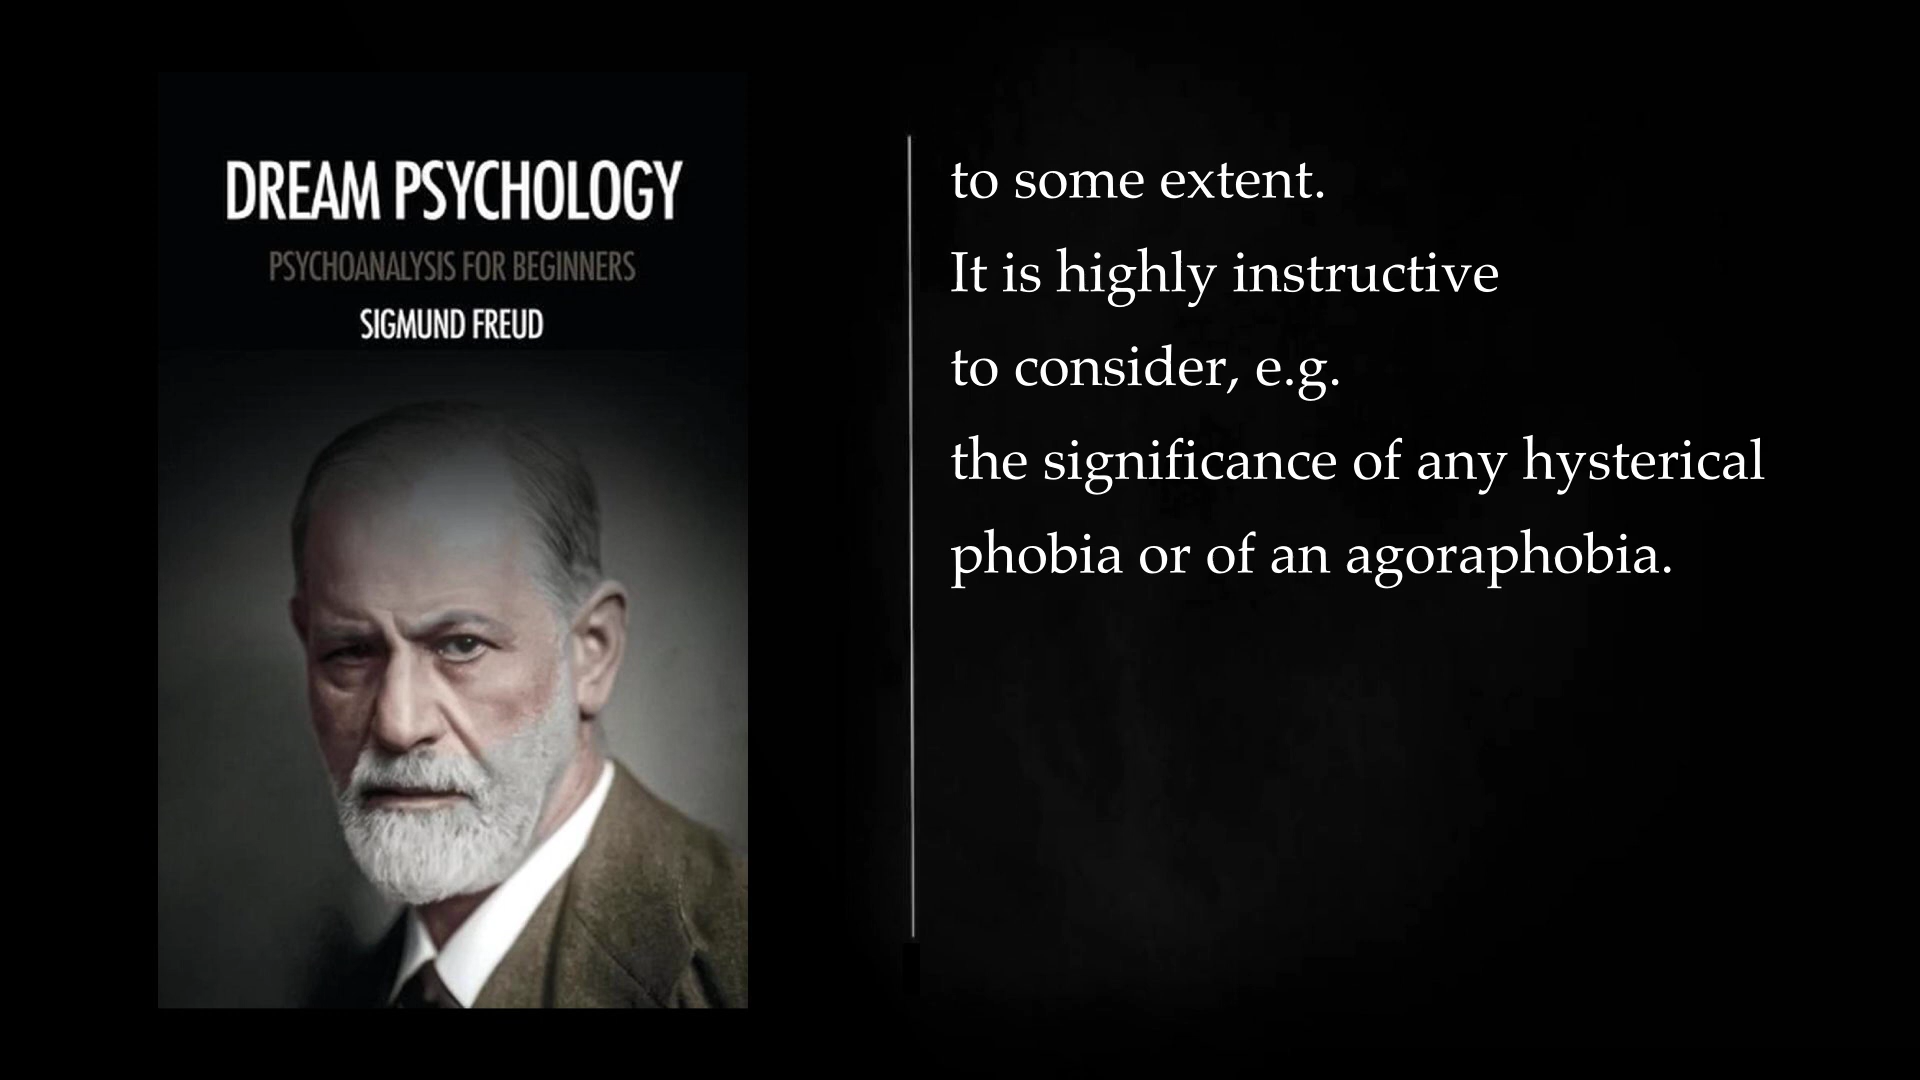 DREAM PSYCHOLOGY
PSYCHOANALYSIS FOR BEGINNERS
SIGMUND FREUD
to some extent.
It is highly instructive
to consider, e.g.
the significance of any hysterical
phobia or of an agoraphobia.